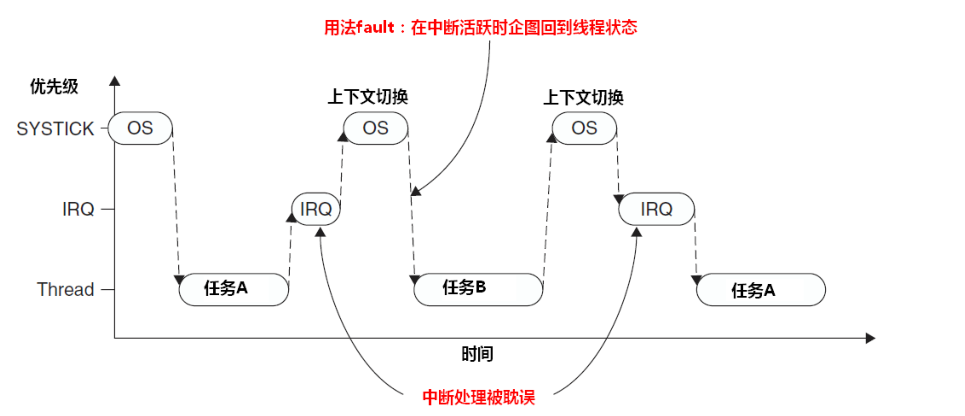 用法fault：在中断活跃时企图回到线程状态
优先级
上下文切换
上下文切换
SYSTICK
OS
OS
OS
IRQ
IRQ
IRQ
Thread
任务A
任务B
任务A
时间
中断处理被耽误